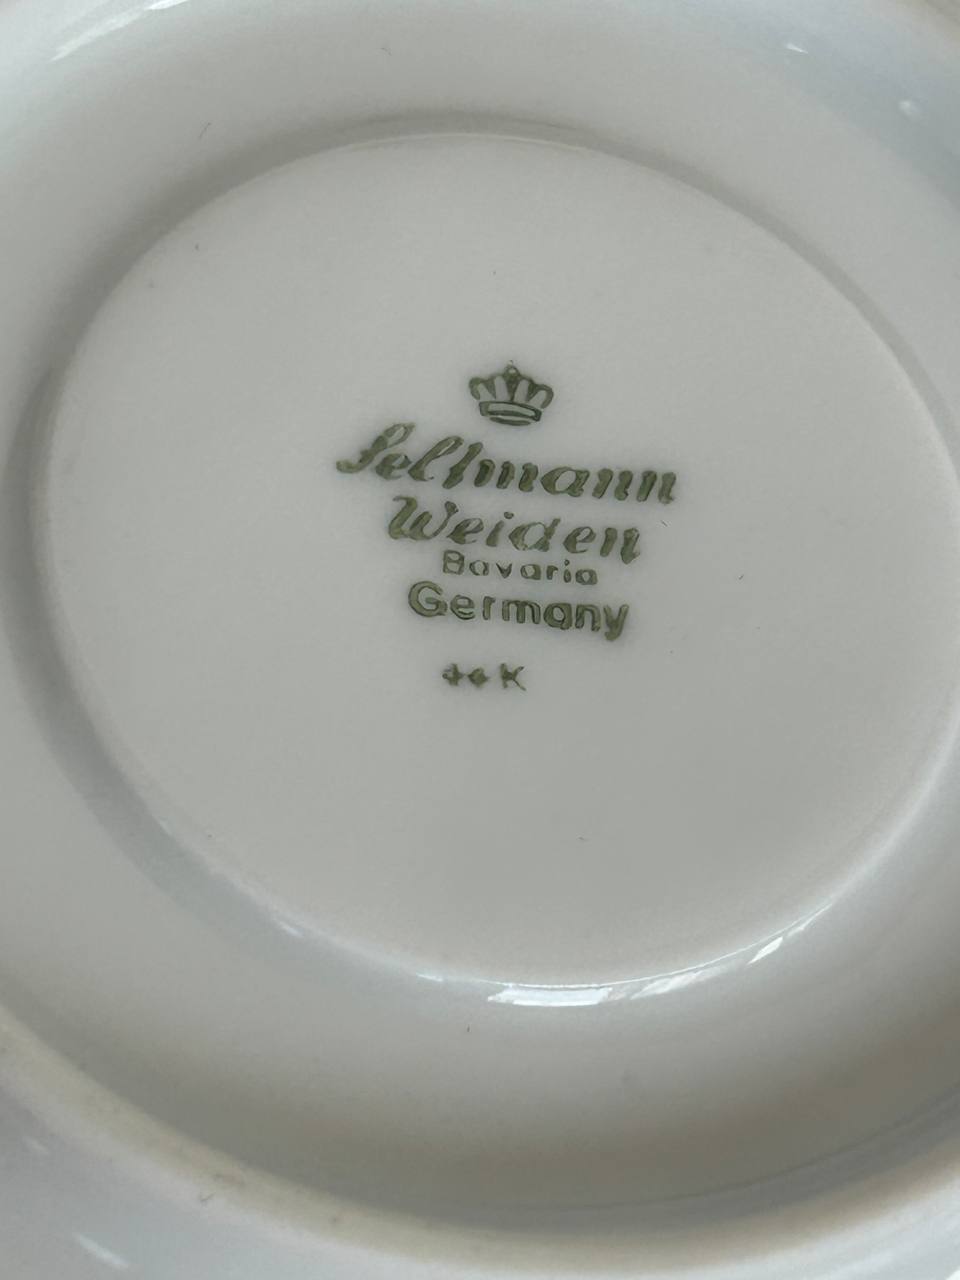 Seltmann
Weiden
Bavaria
Germany
K